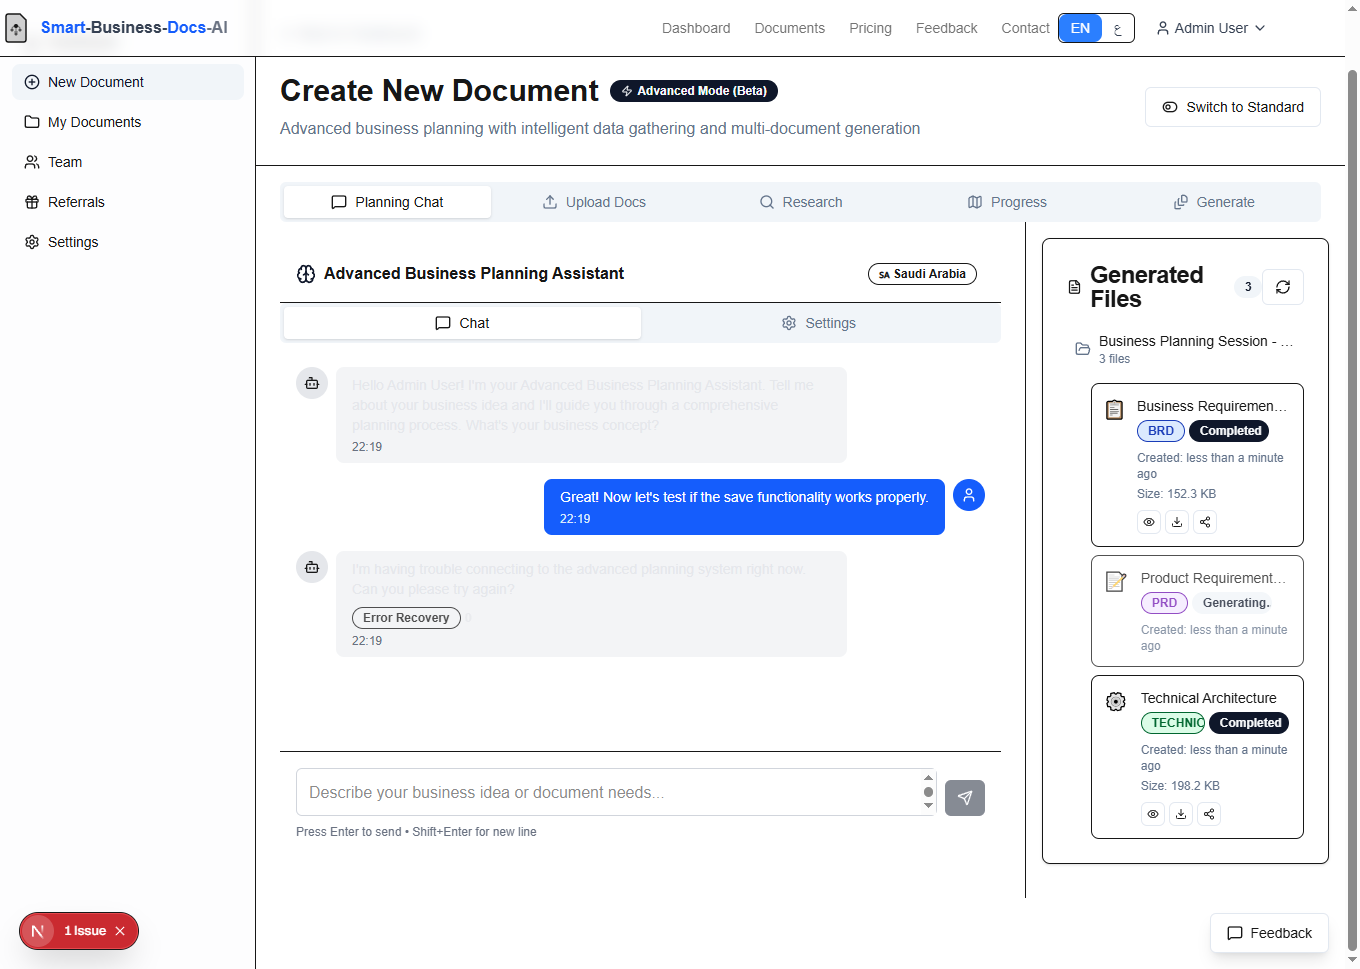 Smart-Business-Docs-AI
Dashboard
Documents
Pricing
Feedback
Contact
EN
ع
Admin User
New Document
My Documents
Team
Referrals
Settings
Create New Document
Advanced Mode (Beta)
Advanced business planning with intelligent data gathering and multi-document generation
Switch to Standard
Planning Chat
Upload Docs
Research
Progress
Generate
Advanced Business Planning Assistant
SA Saudi Arabia
Chat
Settings
Hello Admin User! I'm your Advanced Business Planning Assistant. Tell me
about your business idea and I'll guide you through a comprehensive
planning process. What's your business concept?
22:19
Great! Now let's test if the save functionality works properly.
22:19
I'm having trouble connecting to the advanced planning system right now.
Can you please try again?
Error Recovery 0
22:19
Describe your business idea or document needs...
Press Enter to send • Shift+Enter for new line
Generated
Files
3
Business Planning Session - ...
3 files
Business Requiremen...
BRD
Completed
Created: less than a minute
ago
Size: 152.3 KB
Product Requirement...
PRD
Generating.
Created: less than a minute
ago
Technical Architecture
TECHNIC
Completed
Created: less than a minute
ago
Size: 198.2 KB
N
1 Issue
Feedback